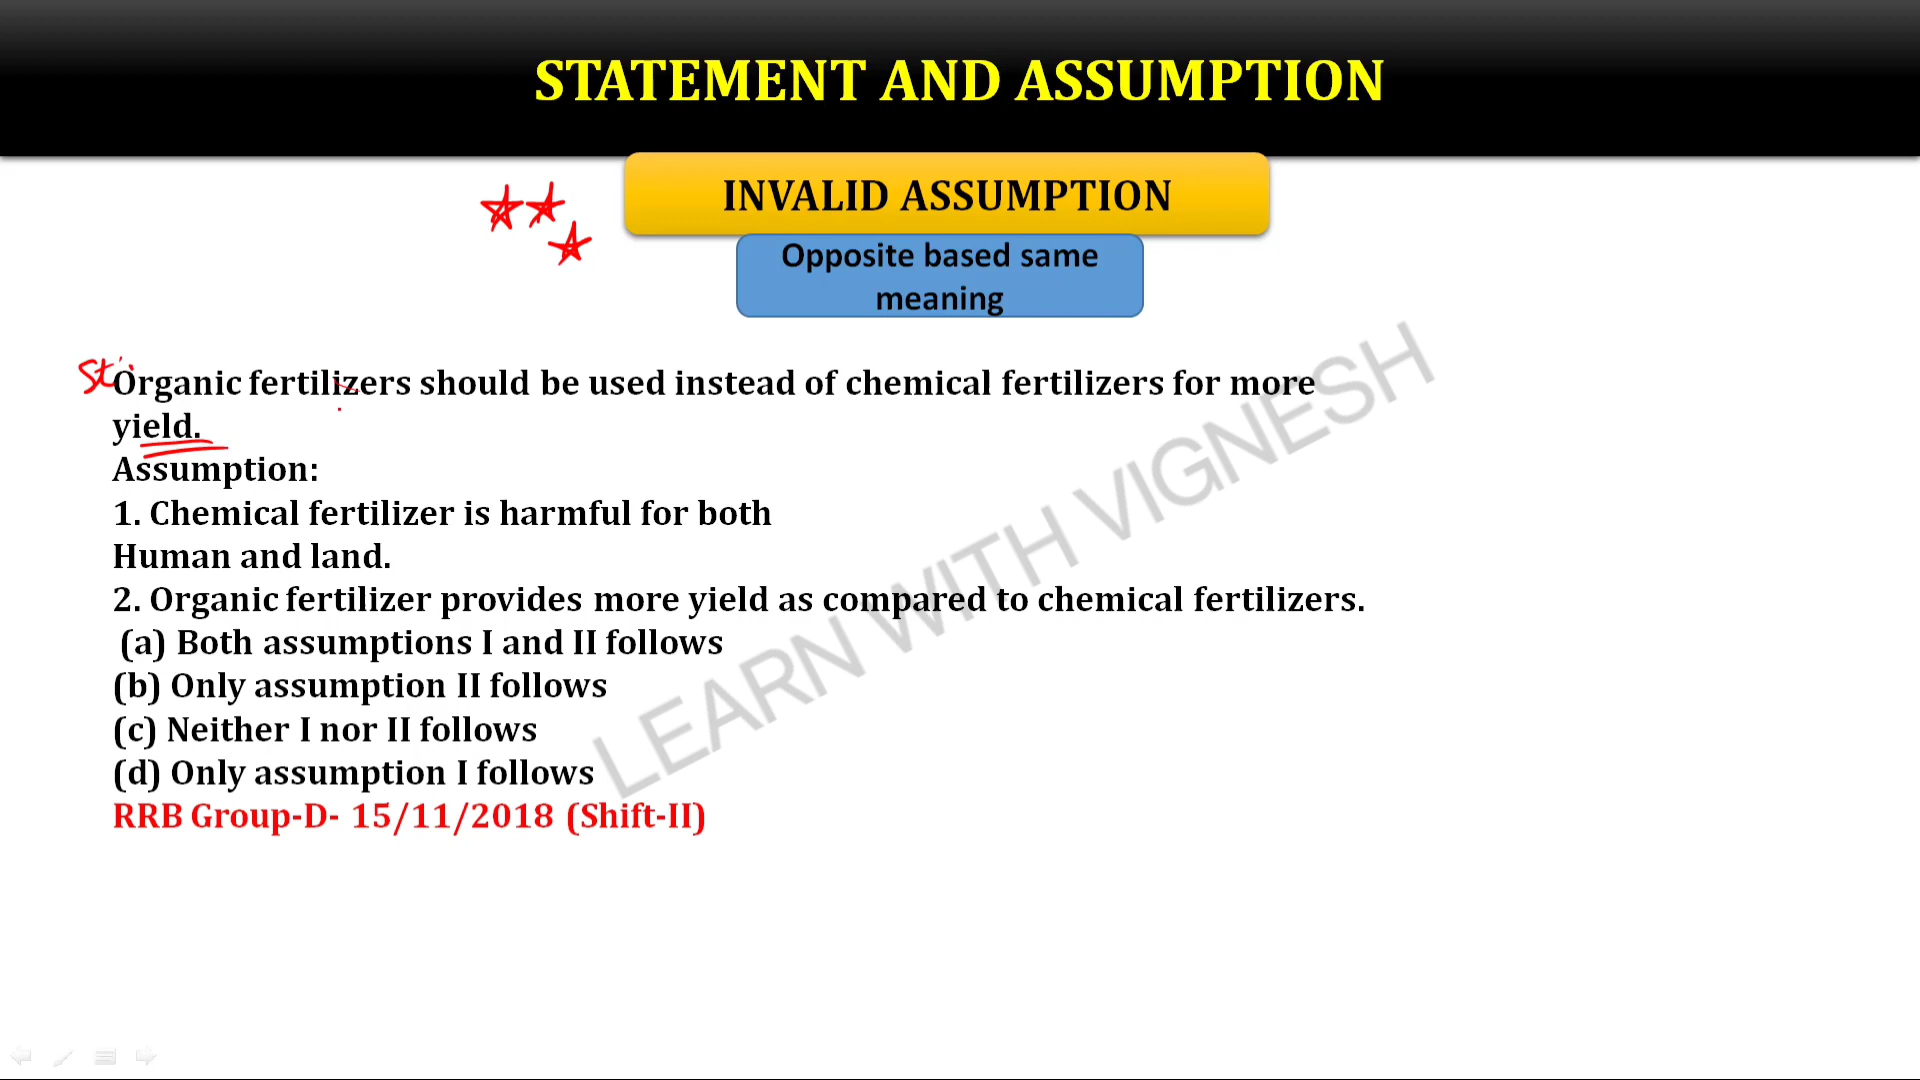 STATEMENT AND ASSUMPTION
INVALID ASSUMPTION
Opposite based same
meaning
St:
Organic fertilizers should be used instead of chemical fertilizers for more
yield.
Assumption:
1. Chemical fertilizer is harmful for both
Human and land.
2. Organic fertilizer provides more yield as compared to chemical fertilizers.
(a) Both assumptions I and II follows
(b) Only assumption II follows
(c) Neither I nor II follows
(d) Only assumption I follows
RRB Group-D- 15/11/2018 (Shift-II)
LEARN WITH VIGNESH